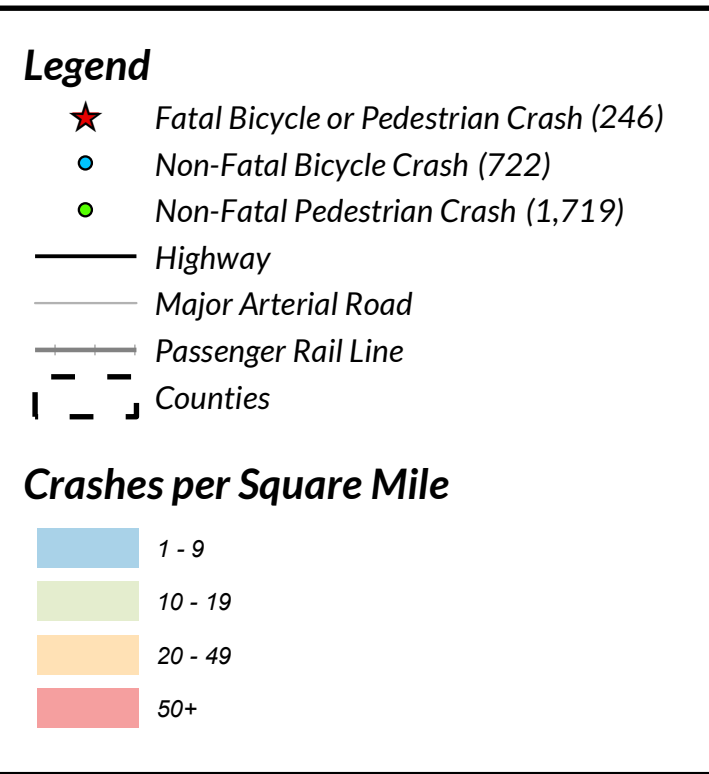 Legend
Fatal Bicycle or Pedestrian Crash (246)
Non-Fatal Bicycle Crash (722)
Non-Fatal Pedestrian Crash (1,719)
Highway
Major Arterial Road
Passenger Rail Line
Counties
Crashes per Square Mile
1 - 9
10 - 19
20 - 49
50+